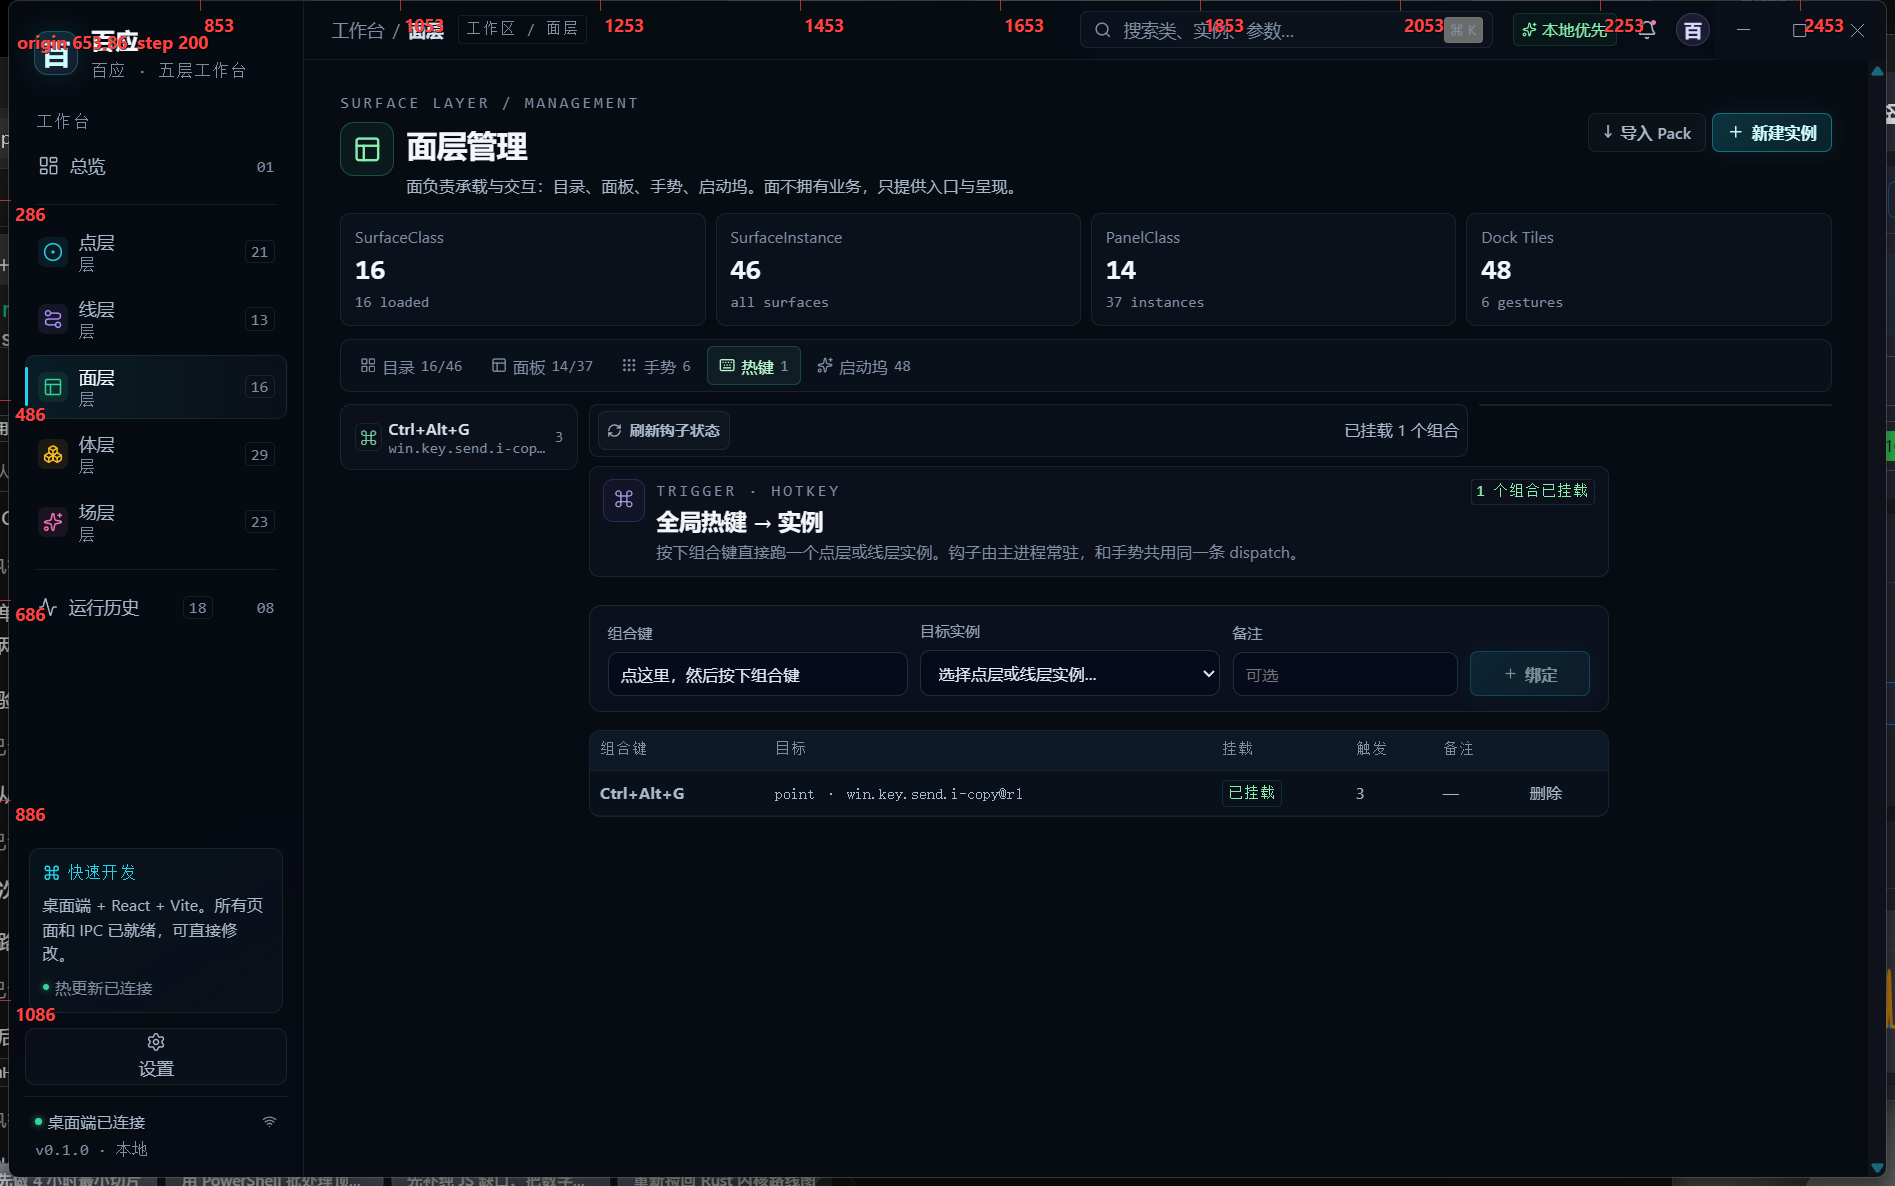 853 1053 1253 1453 1653 1853 2053 2253 2453
origin 653,86 step 200
百 百应
百应 · 五层工作台
工作台 / 面层 工作区 / 面层
搜索类、实例、参数... ⌘ K
本地优先
百
工作台
总览 01
286
点层
层
21
线层
层
13
面层
层
16
486
体层
层
29
场层
层
23
686
运行历史 18 08
886
⌘ 快速开发
桌面端 + React + Vite。所有页
面和 IPC 已就绪，可直接修
改。
热更新已连接
1086
设置
桌面端已连接
v0.1.0 · 本地
SURFACE LAYER / MANAGEMENT
面层管理
面负责承载与交互：目录、面板、手势、启动坞。面不拥有业务，只提供入口与呈现。
↓ 导入 Pack
+ 新建实例
SurfaceClass
16
16 loaded
SurfaceInstance
46
all surfaces
PanelClass
14
37 instances
Dock Tiles
48
6 gestures
目录 16/46 面板 14/37 手势 6 热键 1 启动坞 48
⌘ Ctrl+Alt+G 3
win.key.send.i-cop…
刷新钩子状态 已挂载 1 个组合
⌘ TRIGGER · HOTKEY
1 个组合已挂载
全局热键 → 实例
按下组合键直接跑一个点层或线层实例。钩子由主进程常驻，和手势共用同一条 dispatch。
组合键 目标实例 备注
点这里，然后按下组合键 选择点层或线层实例... 可选 + 绑定
组合键 目标 挂载 触发 备注
Ctrl+Alt+G point · win.key.send.i-copy@r1 已挂载 3 — 删除